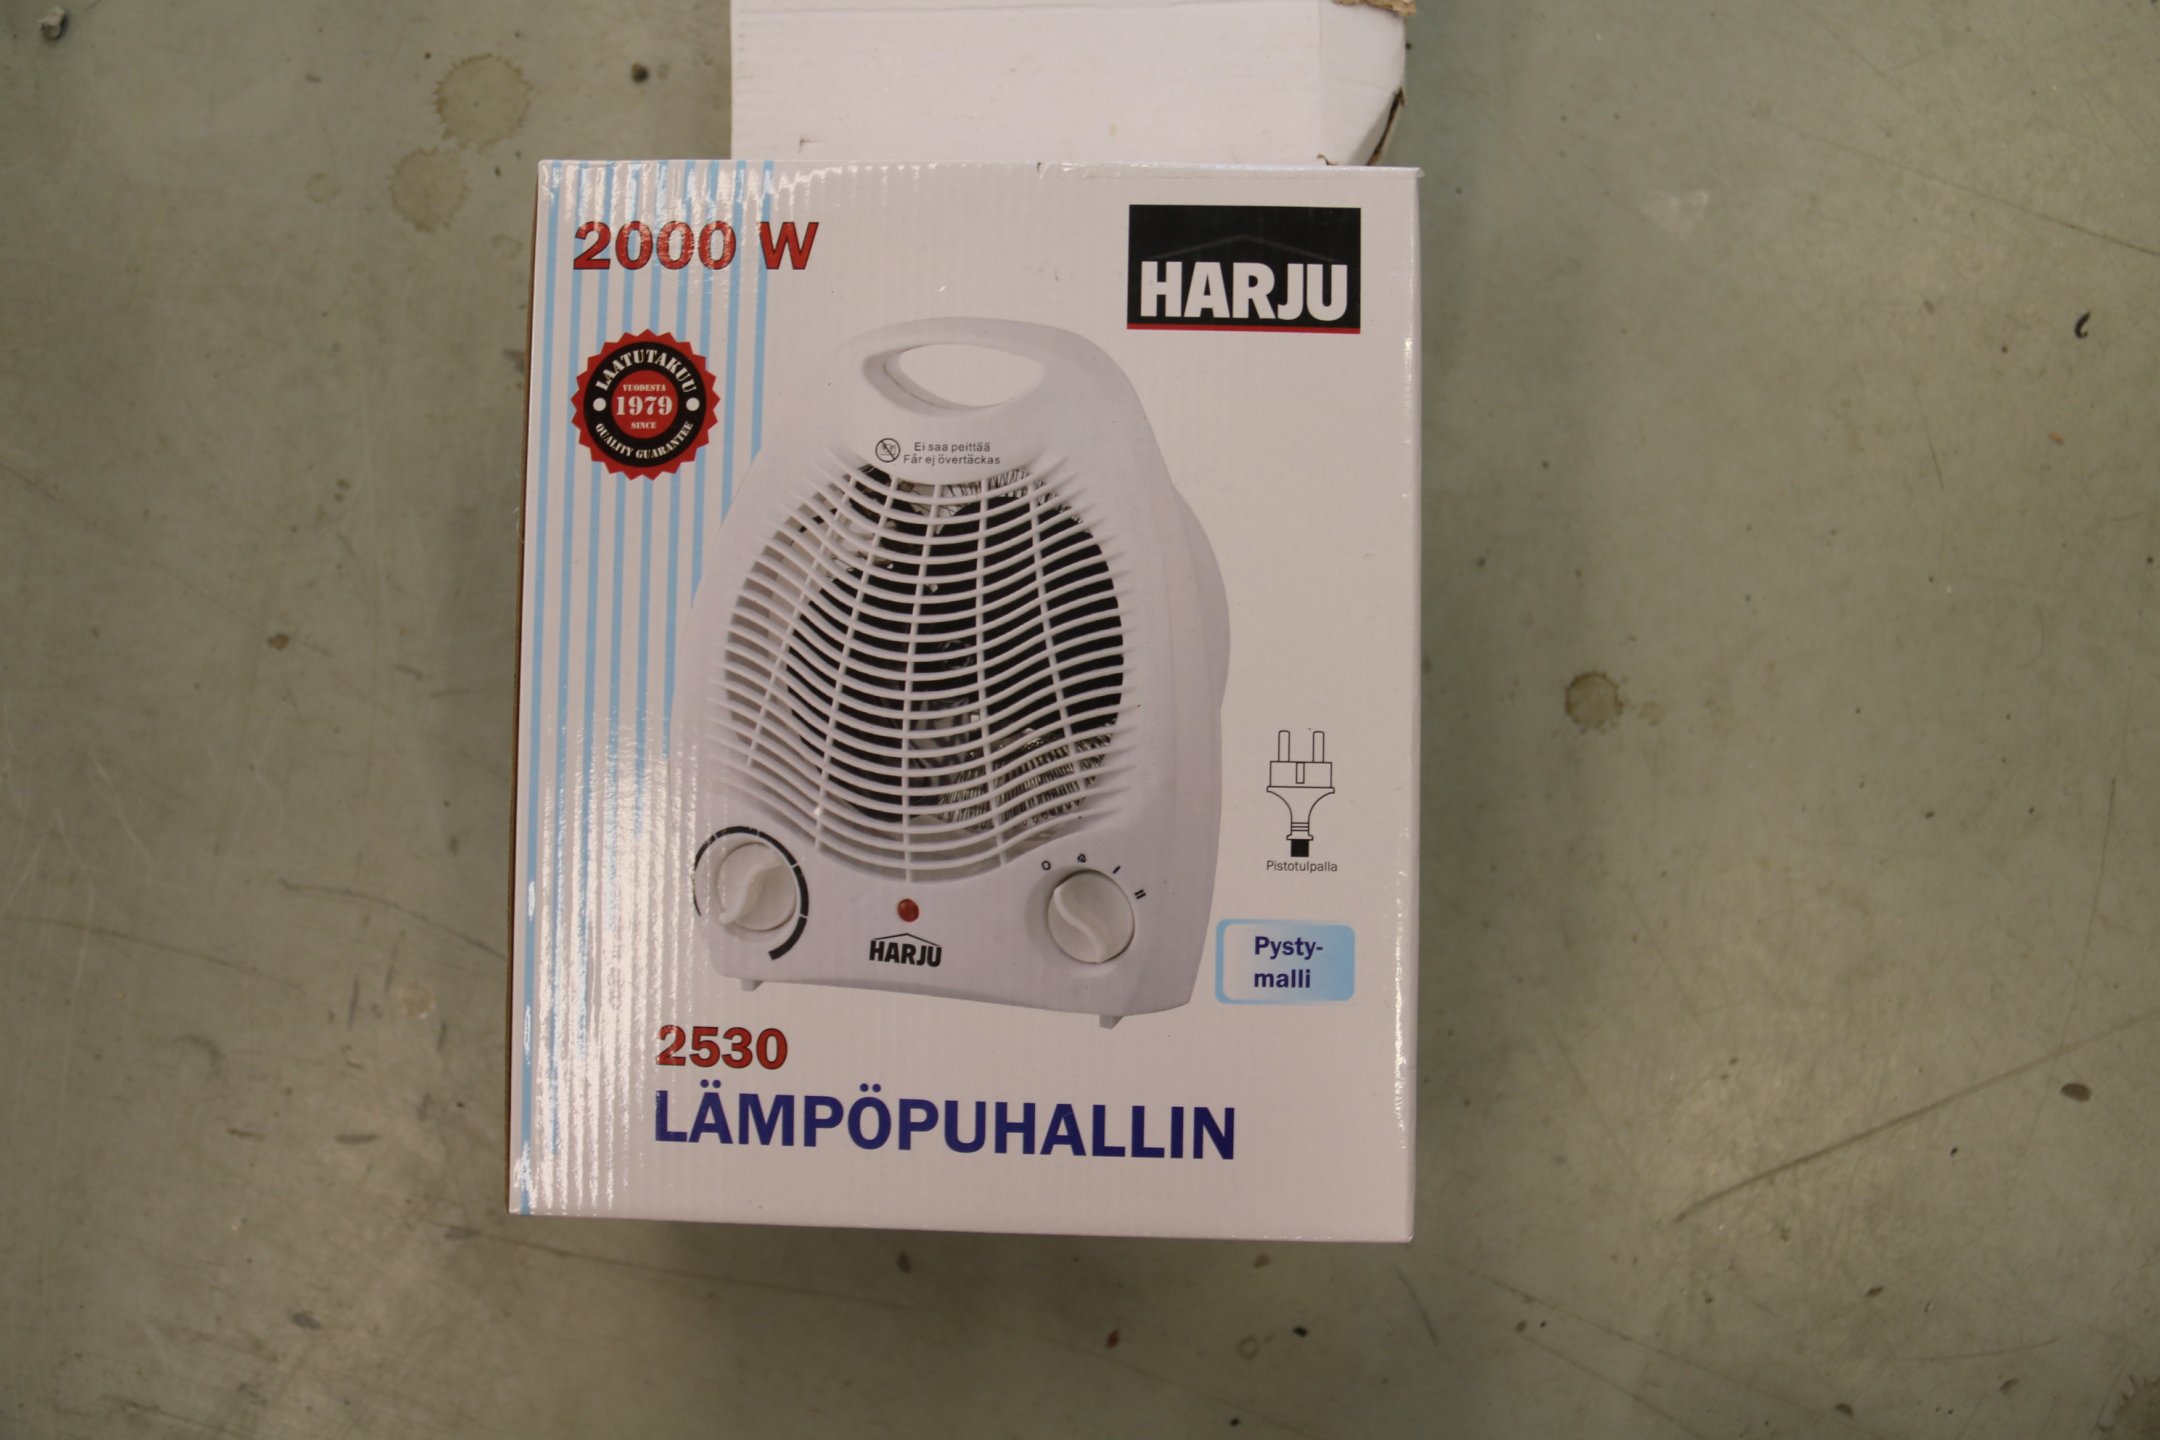 2000 W
HARJU
LAATUTAKUU
VUODESTA
1979
SINCE
QUALITY GUARANTEE
Ei saa peittää
Får ej övertäckas
Pistotulpalla
O I II
HARJU
Pysty-
malli
2530
LÄMPÖPUHALLIN